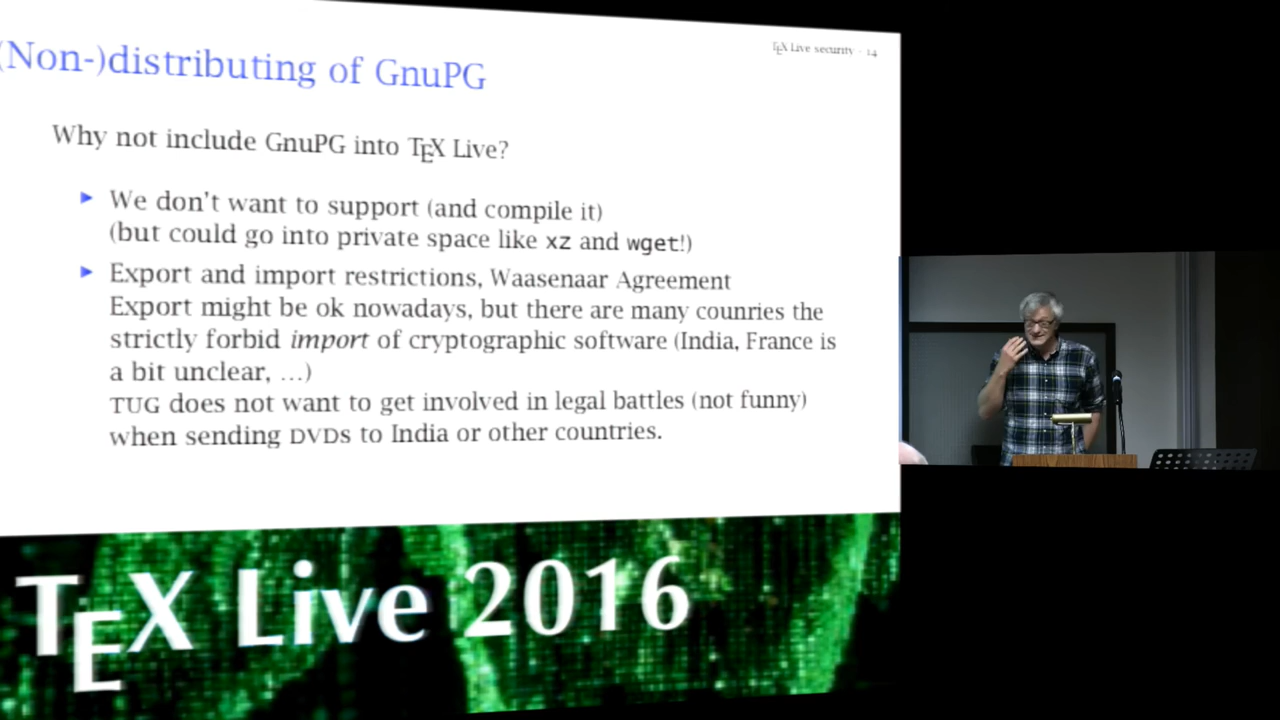 TEX Live security - 14
(Non-)distributing of GnuPG
Why not include GnuPG into TEX Live?
► We don't want to support (and compile it)
(but could go into private space like xz and wget!)
► Export and import restrictions, Waasenaar Agreement
Export might be ok nowadays, but there are many counries the
strictly forbid import of cryptographic software (India, France is
a bit unclear, …)
TUG does not want to get involved in legal battles (not funny)
when sending DVDs to India or other countries.
TEX Live 2016